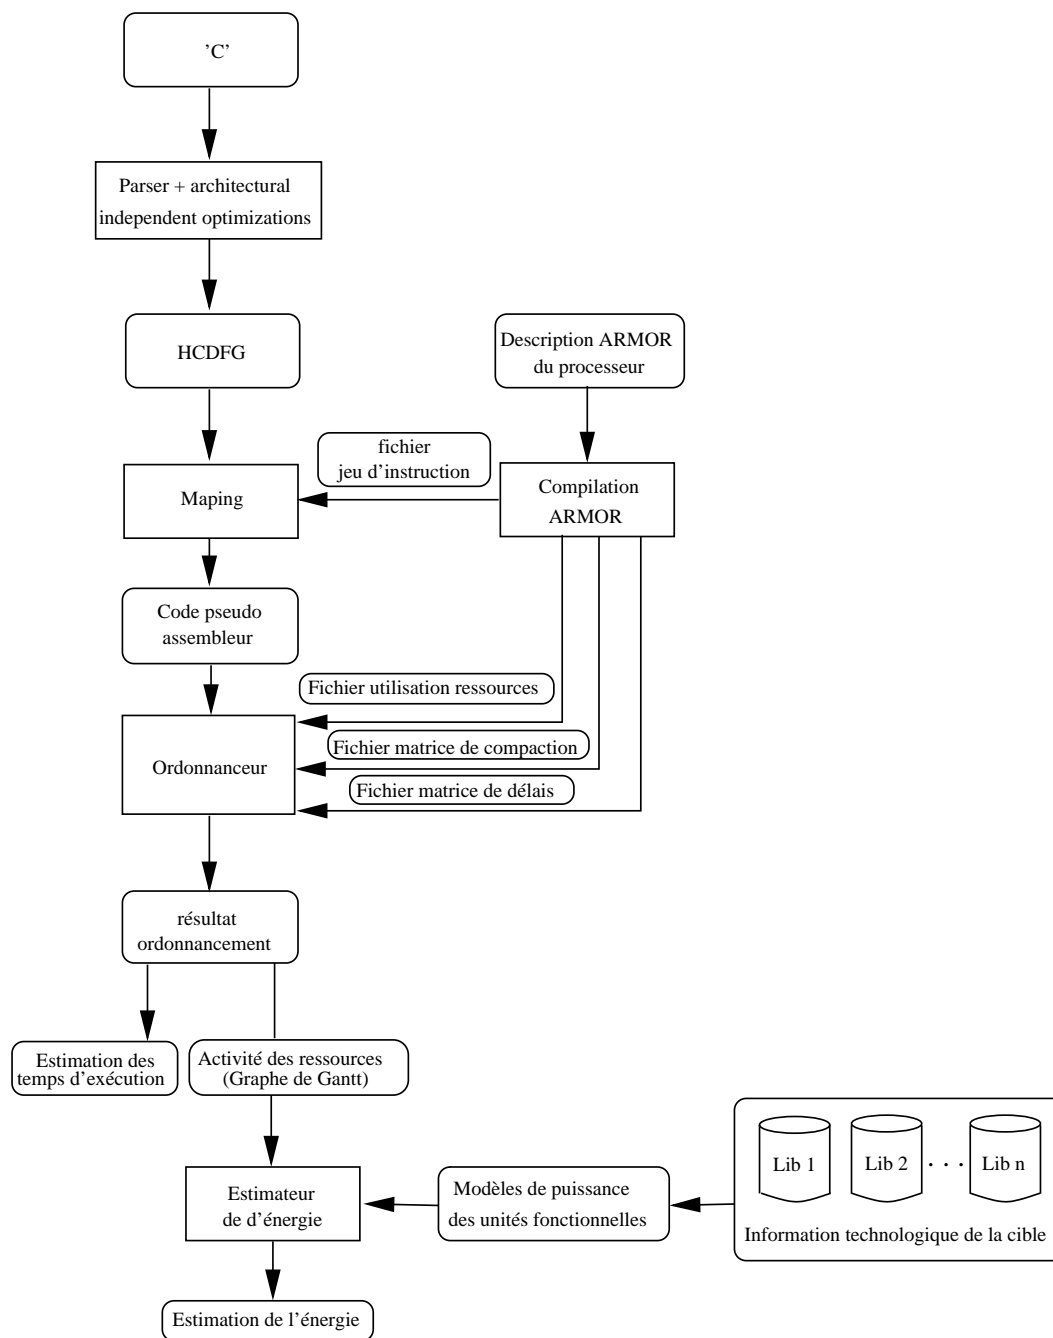 ’C’
Parser + architectural
independent optimizations
HCDFG
Description ARMOR
du processeur
fichier
jeu d’instruction
Maping
Compilation
ARMOR
Code pseudo
assembleur
Fichier utilisation ressources
Fichier matrice de compaction
Ordonnanceur
Fichier matrice de délais
résultat
ordonnancement
Estimation des
temps d’exécution
Activité des ressources
(Graphe de Gantt)
Lib 1
Lib 2
. . .
Lib n
Estimateur
de d’énergie
Modèles de puissance
des unités fonctionnelles
Information technologique de la cible
Estimation de l’énergie